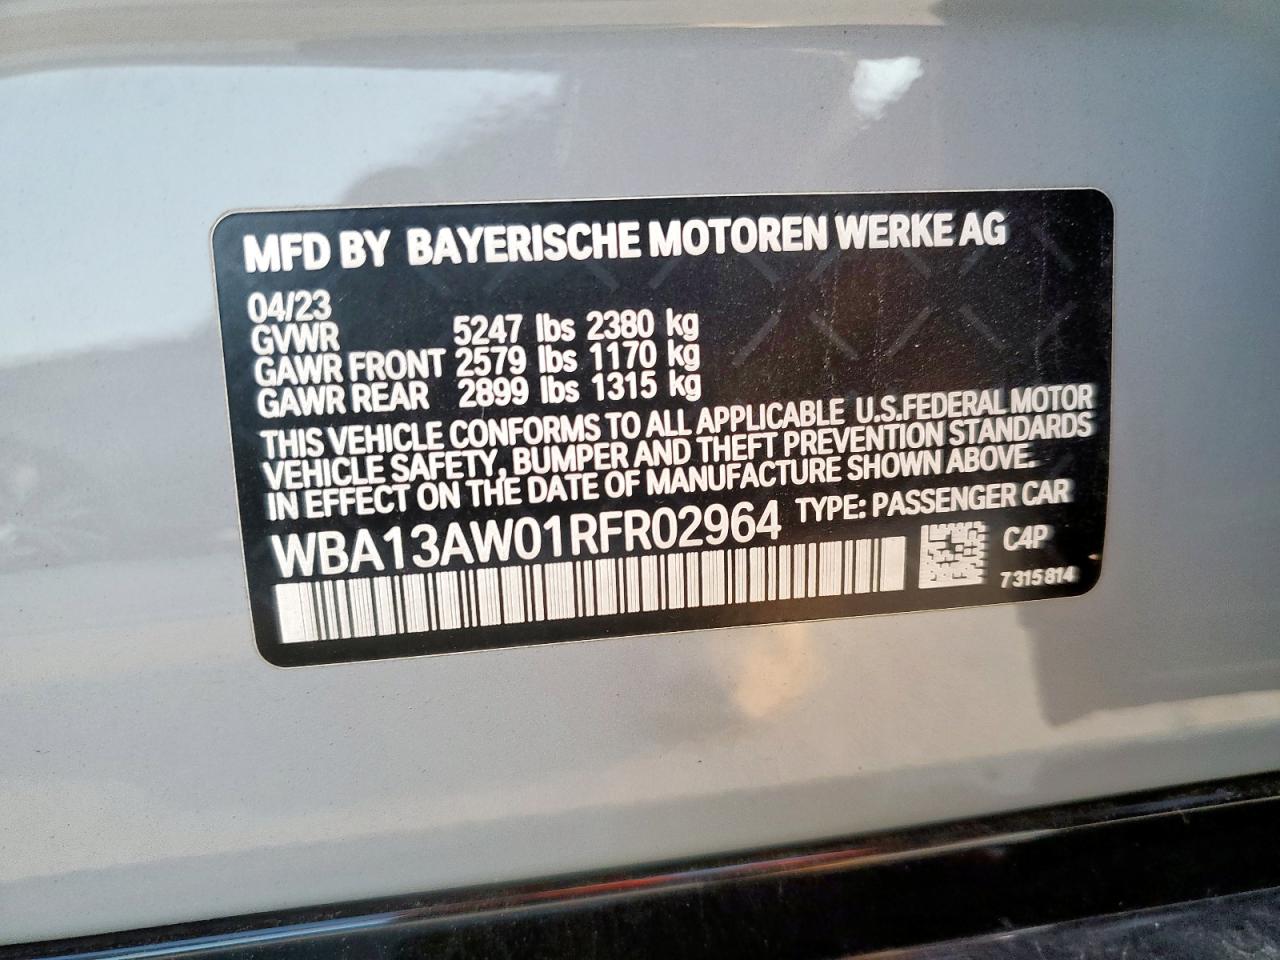 MFD BY BAYERISCHE MOTOREN WERKE AG
04/23
GVWR 5247 lbs 2380 kg
GAWR FRONT 2579 lbs 1170 kg
GAWR REAR 2899 lbs 1315 kg
THIS VEHICLE CONFORMS TO ALL APPLICABLE U.S.FEDERAL MOTOR
VEHICLE SAFETY, BUMPER AND THEFT PREVENTION STANDARDS
IN EFFECT ON THE DATE OF MANUFACTURE SHOWN ABOVE.
WBA13AW01RFR02964 TYPE: PASSENGER CAR
C4P
7315814